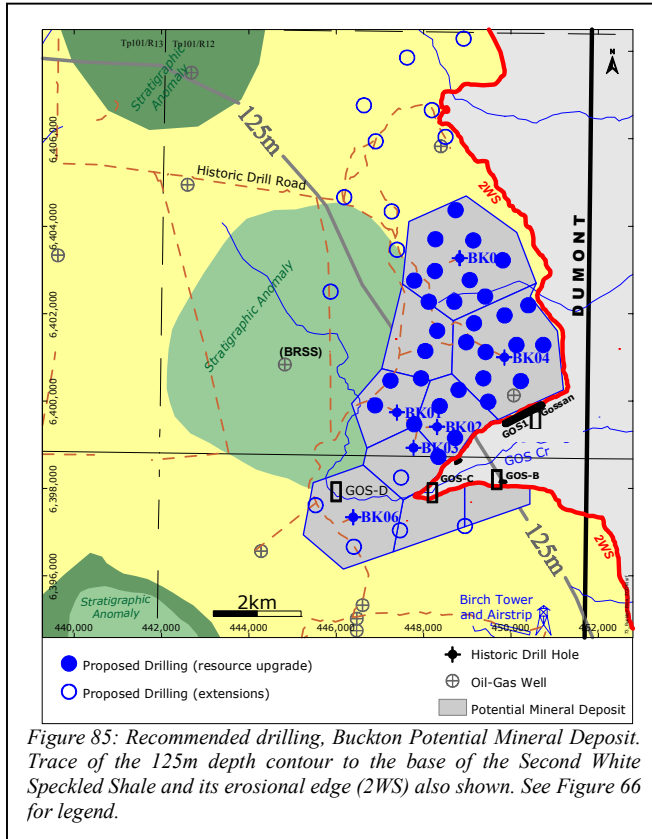 Tp101/R13 Tp101/R12
N
Stratigraphic Anomaly
125m
6,406,000
Historic Drill Road
2WS
6,404,000
BK0
DUMONT
Stratigraphic Anomaly
6,402,000
(BRSS)
BK04
6,400,000
BK01
BK02
Gossan
GOS1
BK03
GOS Cr
6,398,000
GOS-D
GOS-C
GOS-B
BK06
125m
2WS
6,396,000
Stratigraphic
Anomaly
2km
Birch Tower
and Airstrip
440,000 442,000 444,000 446,000 448,000 450,000 452,000
Proposed Drilling (resource upgrade)
Proposed Drilling (extensions)
Historic Drill Hole
Oil-Gas Well
Potential Mineral Deposit
Figure 85: Recommended drilling, Buckton Potential Mineral Deposit.
Trace of the 125m depth contour to the base of the Second White
Speckled Shale and its erosional edge (2WS) also shown. See Figure 66
for legend.